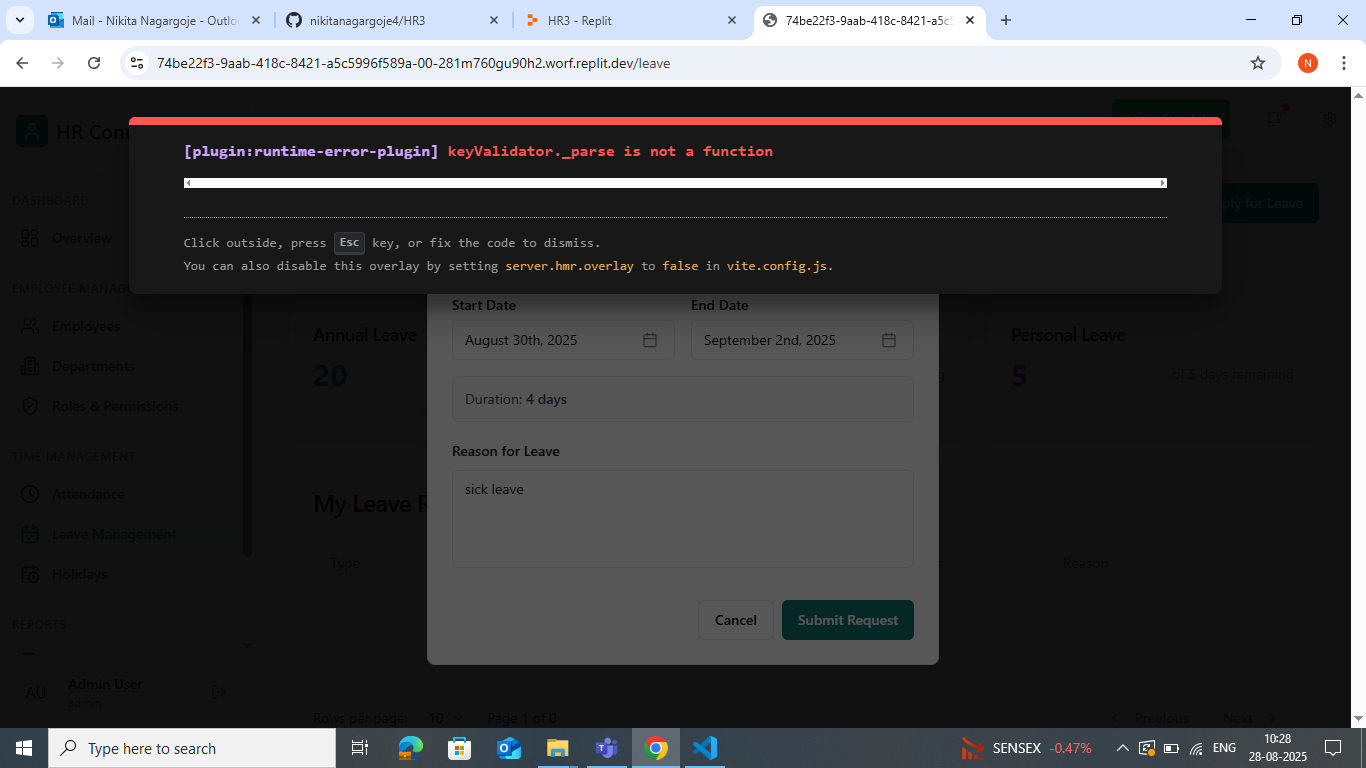 Mail - Nikita Nagargoje - Outlo
nikitanagargoje4/HR3
HR3 - Replit
74be22f3-9aab-418c-8421-a5c5
74be22f3-9aab-418c-8421-a5c5996f589a-00-281m760gu90h2.worf.replit.dev/leave
N
HR Con
[plugin:runtime-error-plugin] keyValidator._parse is not a function
Click outside, press Esc key, or fix the code to dismiss.
You can also disable this overlay by setting server.hmr.overlay to false in vite.config.js.
DASHBOARD
Overview
ply for Leave
EMPLOYEE MANAG
Employees
Departments
Roles & Permissions
TIME MANAGEMENT
Attendance
Leave Management
Holidays
REPORTS
AU
Admin User
admin
Annual Leave
20
Personal Leave
5
of 5 days remaining
Start Date
End Date
August 30th, 2025
September 2nd, 2025
Duration: 4 days
Reason for Leave
sick leave
Cancel
Submit Request
My Leave R
Type
Reason
Rows per page:
10
Page 1 of 0
Previous
Next
Type here to search
SENSEX -0.47%
ENG
10:28
28-08-2025